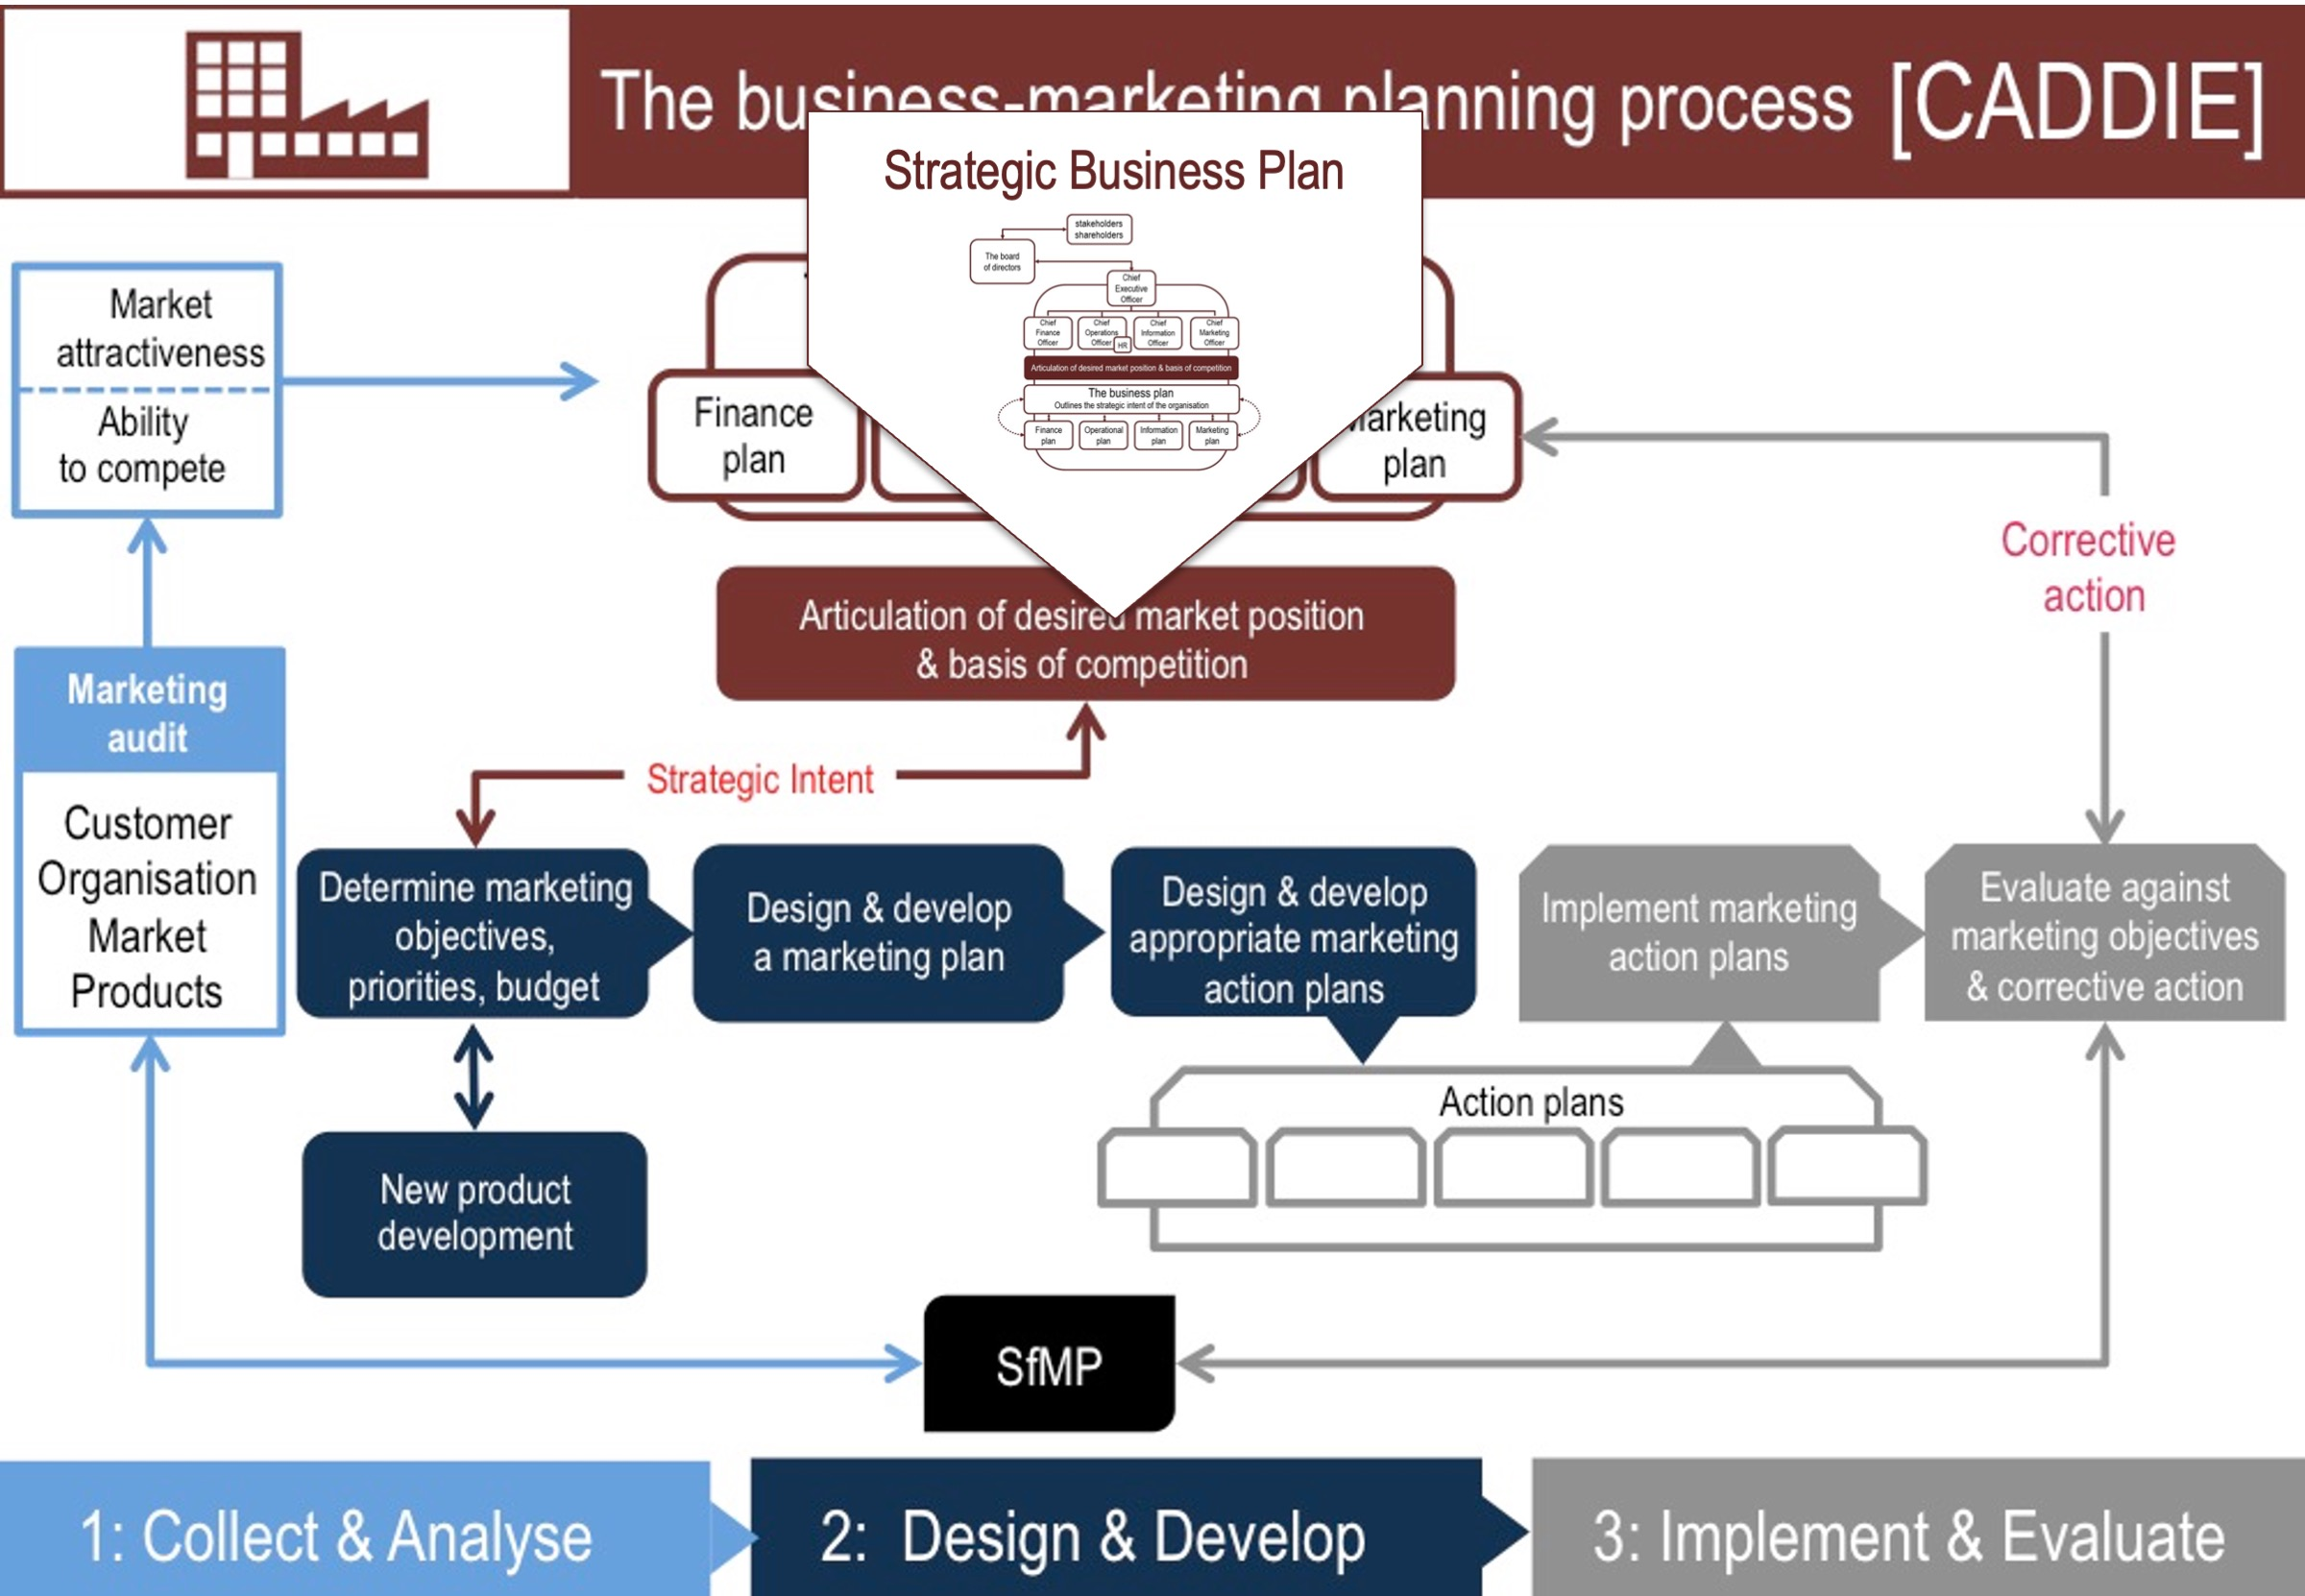 The business-marketing planning process [CADDIE]
Strategic Business Plan
stakeholders
shareholders
The board
of directors
Chief
Executive
Officer
Chief
Finance
Officer
Chief
Operations
Officer
HR
Chief
Information
Officer
Chief
Marketing
Officer
Articulation of desired market position & basis of competition
The business plan
Outlines the strategic intent of the organisation
Finance
plan
Operational
plan
Information
plan
Marketing
plan
Market
attractiveness
Ability
to compete
Finance
plan
Marketing
plan
Corrective
action
Articulation of desired market position
& basis of competition
Marketing
audit
Customer
Organisation
Market
Products
Strategic Intent
Determine marketing
objectives,
priorities, budget
Design & develop
a marketing plan
Design & develop
appropriate marketing
action plans
Implement marketing
action plans
Evaluate against
marketing objectives
& corrective action
Action plans
New product
development
SfMP
1: Collect & Analyse
2: Design & Develop
3: Implement & Evaluate